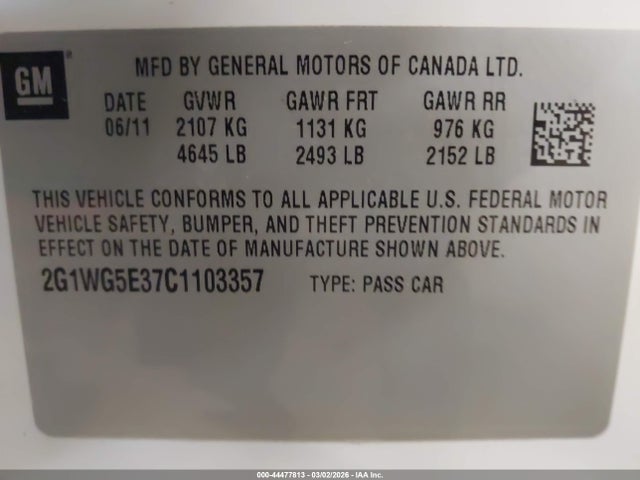 GM
MFD BY GENERAL MOTORS OF CANADA LTD.
DATE GVWR GAWR FRT GAWR RR
06/11 2107 KG 1131 KG 976 KG
4645 LB 2493 LB 2152 LB
THIS VEHICLE CONFORMS TO ALL APPLICABLE U.S. FEDERAL MOTOR
VEHICLE SAFETY, BUMPER, AND THEFT PREVENTION STANDARDS IN
EFFECT ON THE DATE OF MANUFACTURE SHOWN ABOVE.
2G1WG5E37C1103357 TYPE: PASS CAR
000-44477813 - 03/02/2026 - IAA Inc.